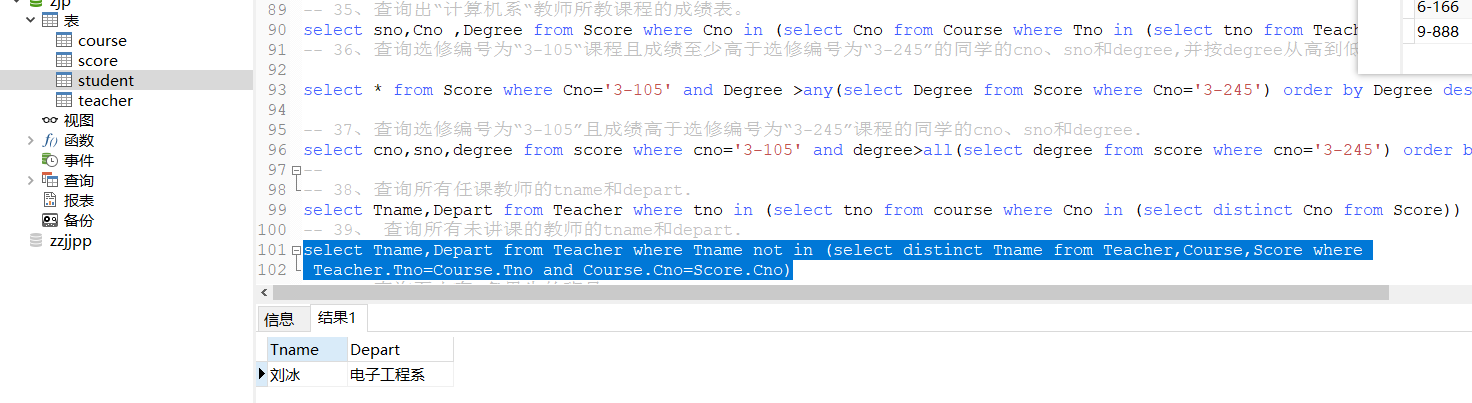 zjp
表
course
score
student
teacher
视图
函数
事件
查询
报表
备份
zzjjpp
89 -- 35、查询出“计算机系“教师所教课程的成绩表。
90 select sno,Cno ,Degree from Score where Cno in (select Cno from Course where Tno in (select tno from Teach
91 -- 36、查询选修编号为“3-105“课程且成绩至少高于选修编号为“3-245”的同学的cno、sno和degree,并按degree从高到低
92
93 select * from Score where Cno='3-105' and Degree >any(select Degree from Score where Cno='3-245') order by Degree des
94
95 -- 37、查询选修编号为“3-105”且成绩高于选修编号为“3-245”课程的同学的cno、sno和degree.
96 select cno,sno,degree from score where cno='3-105' and degree>all(select degree from score where cno='3-245') order b
97 --
98 -- 38、查询所有任课教师的tname和depart.
99 select Tname,Depart from Teacher where tno in (select tno from course where Cno in (select distinct Cno from Score))
100 -- 39、 查询所有未讲课的教师的tname和depart.
101 select Tname,Depart from Teacher where Tname not in (select distinct Tname from Teacher,Course,Score where
102 Teacher.Tno=Course.Tno and Course.Cno=Score.Cno)
6-166
9-888
信息 结果1
Tname Depart
刘冰 电子工程系